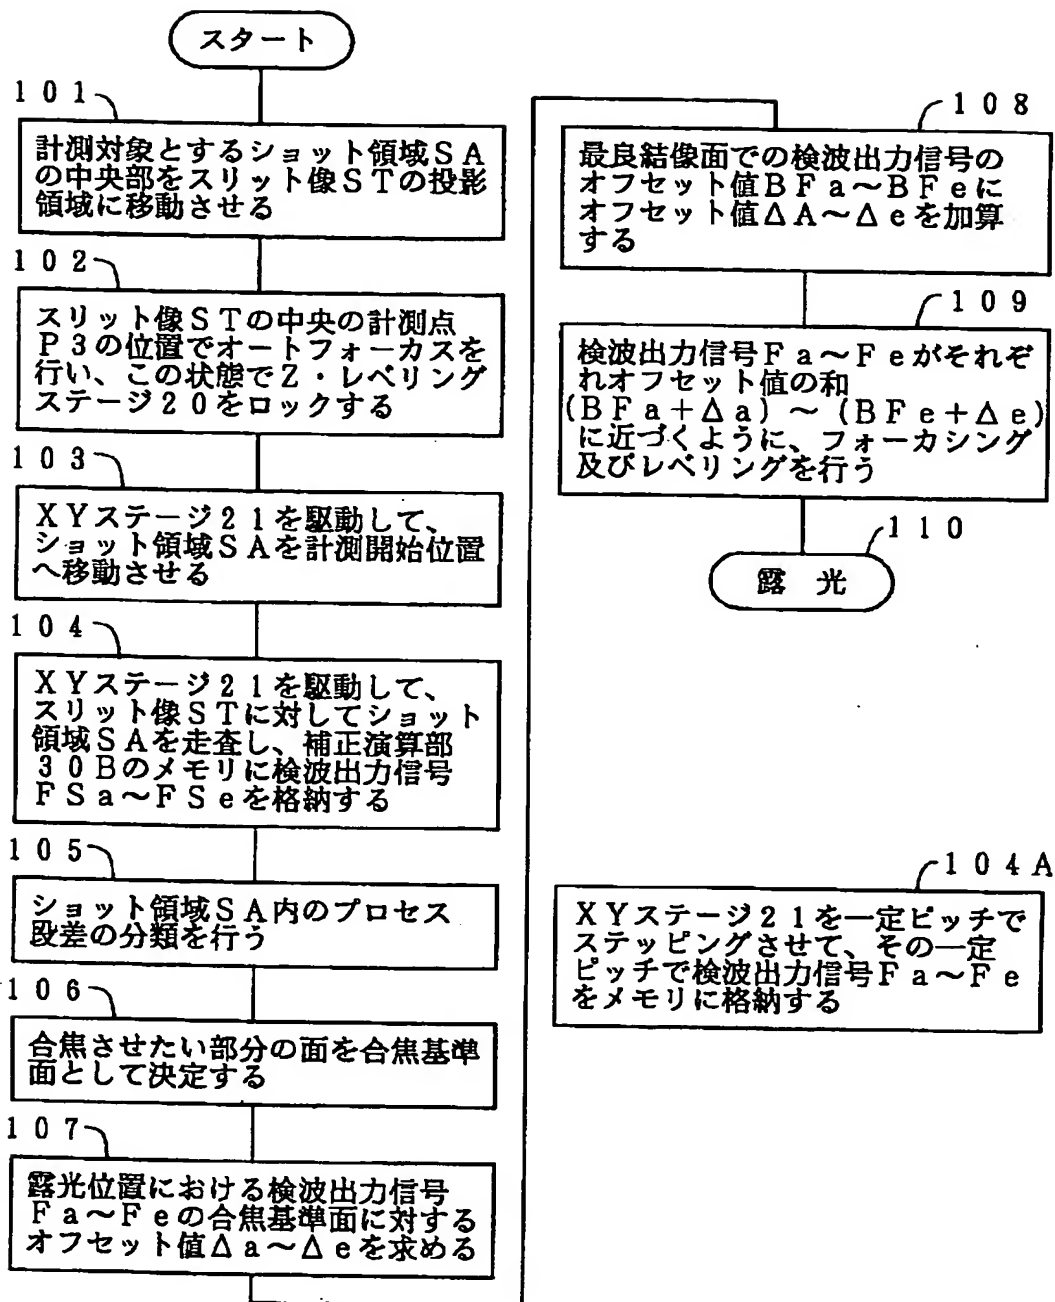 スタート
101
計測対象とするショット領域SA
の中央部をスリット像STの投影
領域に移動させる
102
スリット像STの中央の計測点
P3の位置でオートフォーカスを
行い、この状態でZ・レベリング
ステージ20をロックする
103
XYステージ21を駆動して、
ショット領域SAを計測開始位置
へ移動させる
104
XYステージ21を駆動して、
スリット像STに対してショット
領域SAを走査し、補正演算部
30Bのメモリに検波出力信号
FSa~FSeを格納する
105
ショット領域SA内のプロセス
段差の分類を行う
106
合焦させたい部分の面を合焦基準
面として決定する
107
露光位置における検波出力信号
Fa~Feの合焦基準面に対する
オフセット値Δa~Δeを求める
108
最良結像面での検波出力信号の
オフセット値BFa~BFeに
オフセット値ΔA~Δeを加算
する
109
検波出力信号Fa~Feがそれぞ
れオフセット値の和
(BFa+Δa)~(BFe+Δe)
に近づくように、フォーカシング
及びレベリングを行う
110
露 光
104A
XYステージ21を一定ピッチで
ステッピングさせて、その一定
ピッチで検波出力信号Fa~Fe
をメモリに格納する